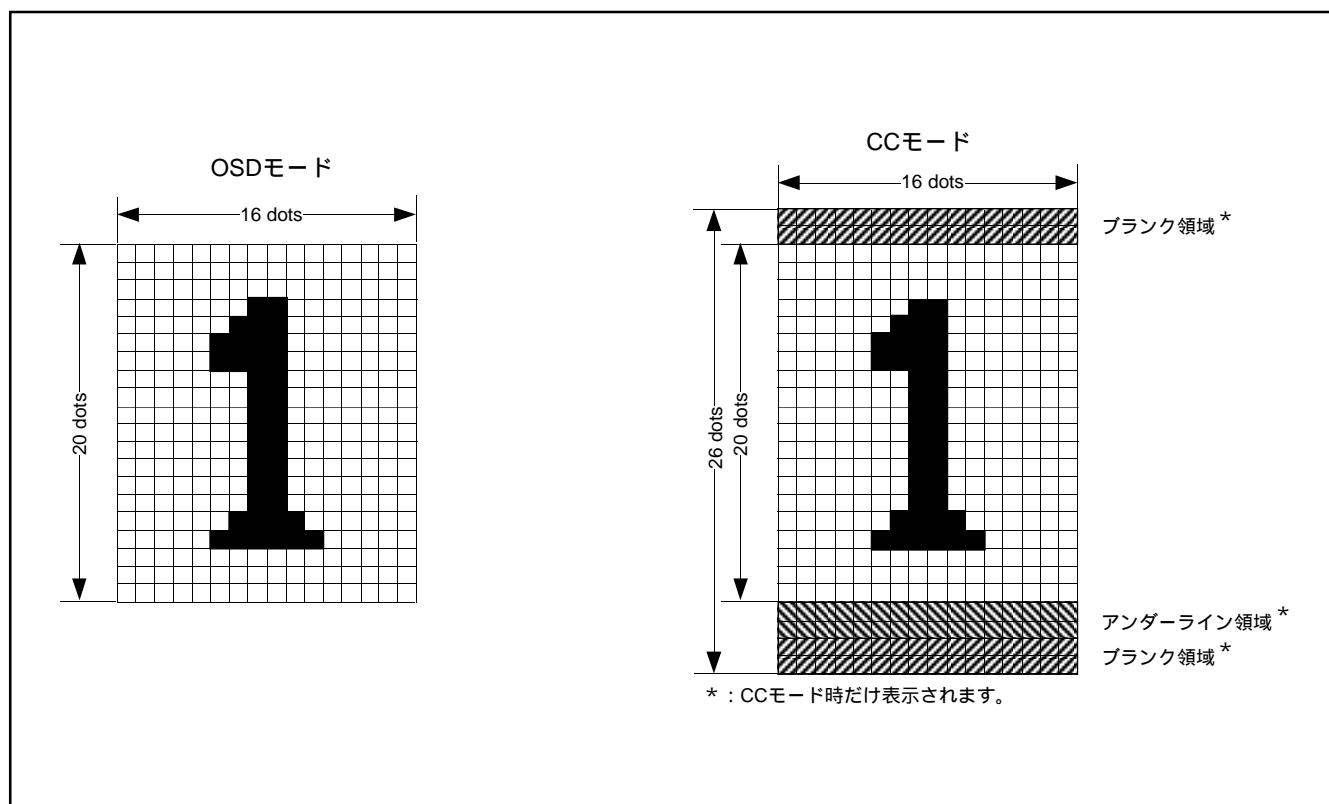 OSDモード
16 dots
20 dots
1
CCモード
16 dots
ブランク領域*
26 dots
20 dots
1
アンダーライン領域*
ブランク領域*
*：CCモード時だけ表示されます。